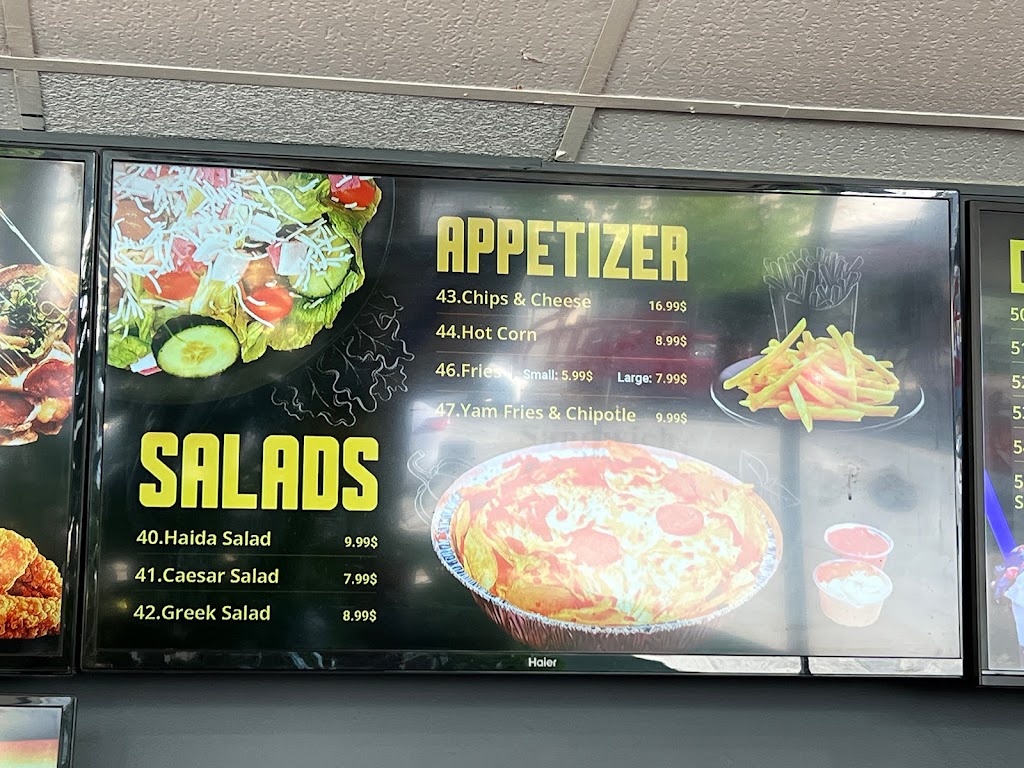 APPETIZER
43.Chips & Cheese 16.99$
44.Hot Corn 8.99$
46.Fries Small: 5.99$ Large: 7.99$
47.Yam Fries & Chipotle 9.99$
SALADS
40.Haida Salad 9.99$
41.Caesar Salad 7.99$
42.Greek Salad 8.99$
Haier
51